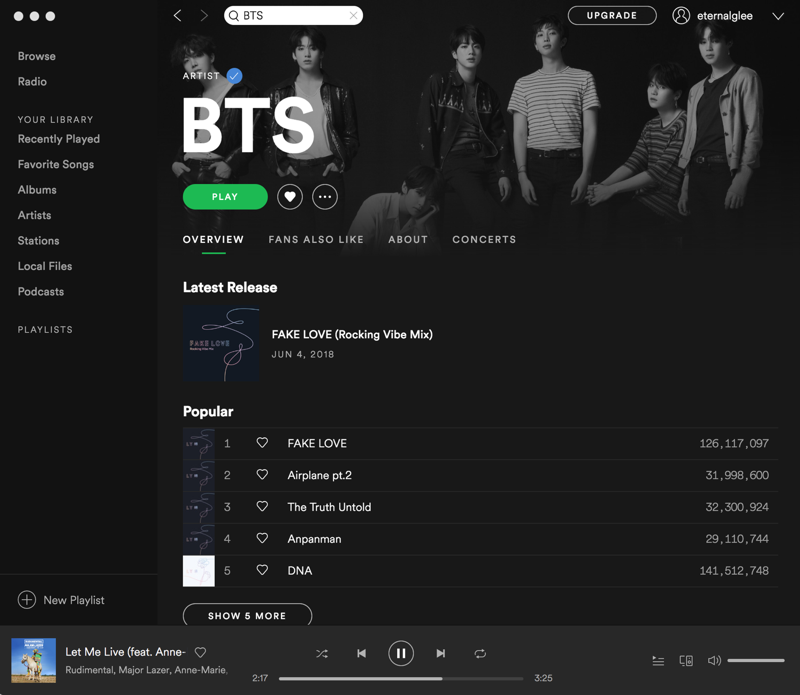 BTS
UPGRADE
eternalglee
Browse
Radio
YOUR LIBRARY
Recently Played
Favorite Songs
Albums
Artists
Stations
Local Files
Podcasts
PLAYLISTS
New Playlist
ARTIST
BTS
PLAY
OVERVIEW FANS ALSO LIKE ABOUT CONCERTS
Latest Release
FAKE LOVE
Rocking Vibe Mix
FAKE LOVE (Rocking Vibe Mix)
JUN 4, 2018
Popular
1 FAKE LOVE 126,117,097
2 Airplane pt.2 31,998,600
3 The Truth Untold 32,300,924
4 Anpanman 29,110,744
5 DNA 141,512,748
SHOW 5 MORE
Let Me Live (feat. Anne-
Rudimental, Major Lazer, Anne-Marie,
2:17 3:25